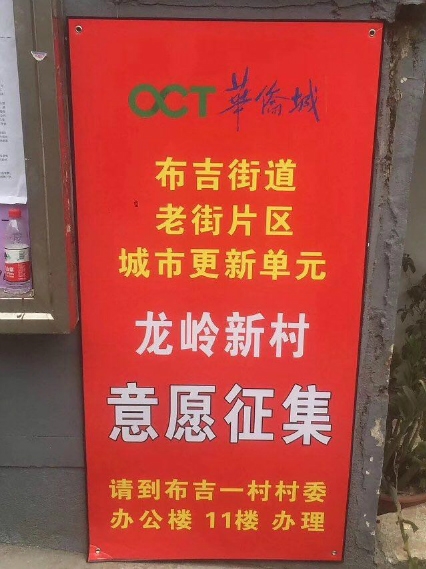 OCT 華僑城
布吉街道
老街片区
城市更新单元
龙岭新村
意愿征集
请到布吉一村村委
办公楼 11楼 办理